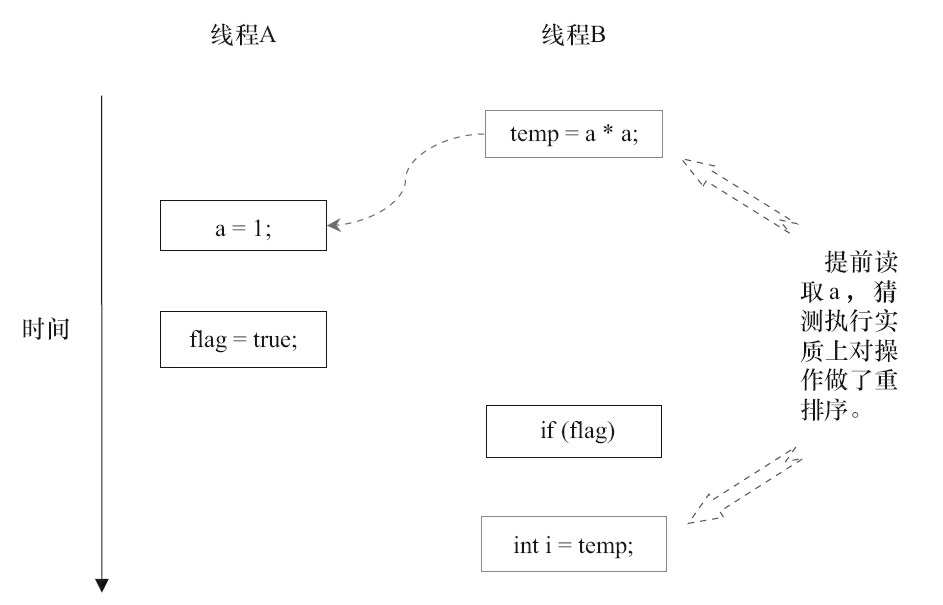 线程A
线程B
temp = a * a;
a = 1;
时间
flag = true;
提前读
取a，猜
测执行实
质上对操
作做了重
排序。
if (flag)
int i = temp;